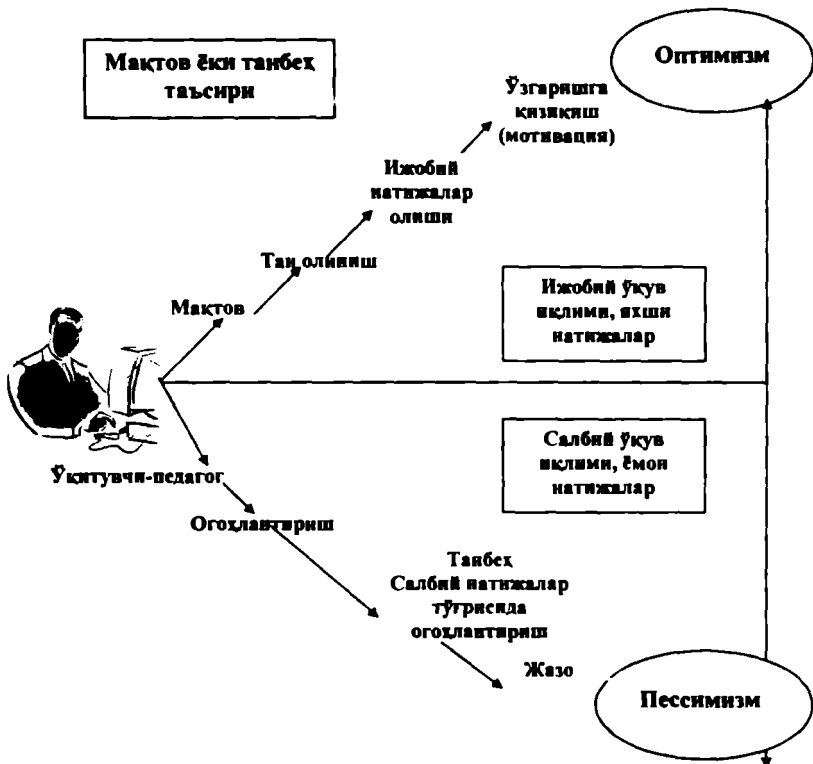 Мақтов ёки танбеҳ
таъсири
Оптимизм
Ўзгаришга
қизиқиш
(мотивация)
Ижобий
натижалар
олиши
Тан олиниш
Мақтов
Ижобий ўқув
иқлими, яхши
натижалар
Салбий ўқув
иқлими, ёмон
натижалар
Ўқитувчи-педагог
Огоҳлантириш
Танбеҳ
Салбий натижалар
тўғрисида
огоҳлантириш
Жазо
Пессимизм